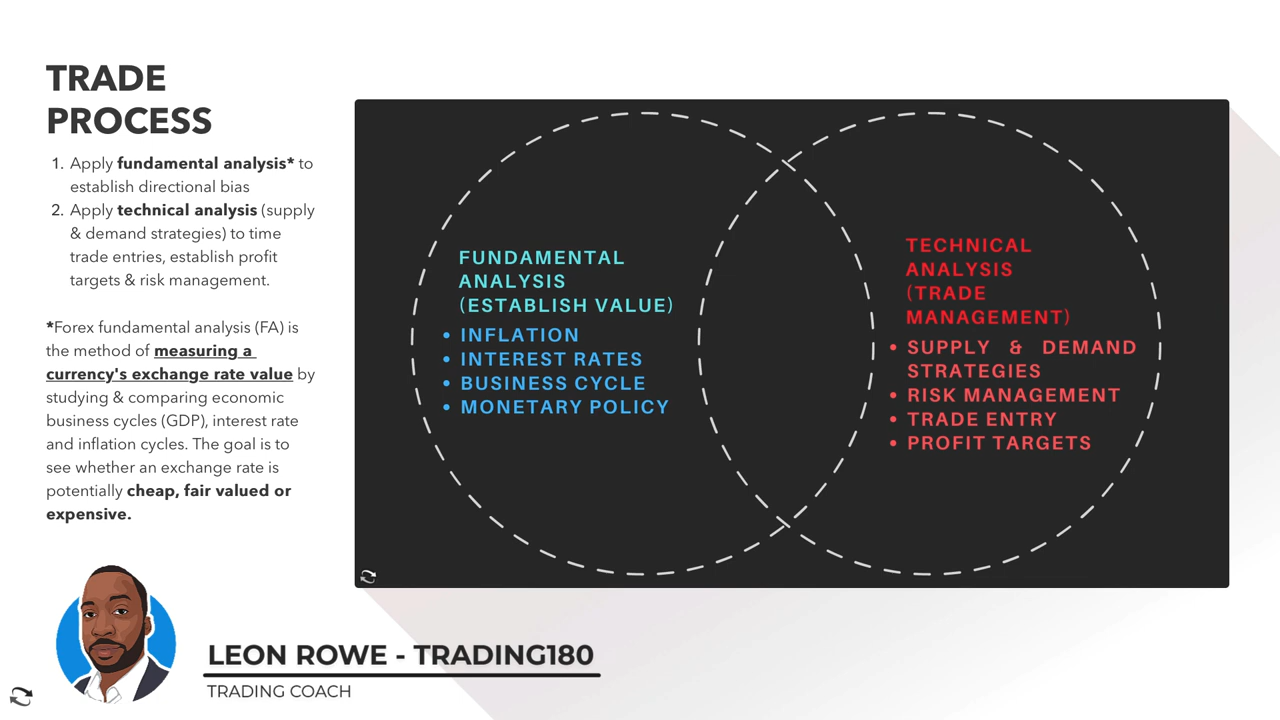 TRADE
PROCESS
1. Apply fundamental analysis* to
establish directional bias
2. Apply technical analysis (supply
& demand strategies) to time
trade entries, establish profit
targets & risk management.
*Forex fundamental analysis (FA) is
the method of measuring a
currency's exchange rate value by
studying & comparing economic
business cycles (GDP), interest rate
and inflation cycles. The goal is to
see whether an exchange rate is
potentially cheap, fair valued or
expensive.
FUNDAMENTAL
ANALYSIS
(ESTABLISH VALUE)
• INFLATION
• INTEREST RATES
• BUSINESS CYCLE
• MONETARY POLICY
TECHNICAL
ANALYSIS
(TRADE
MANAGEMENT)
• SUPPLY & DEMAND
STRATEGIES
• RISK MANAGEMENT
• TRADE ENTRY
• PROFIT TARGETS
LEON ROWE - TRADING180
TRADING COACH